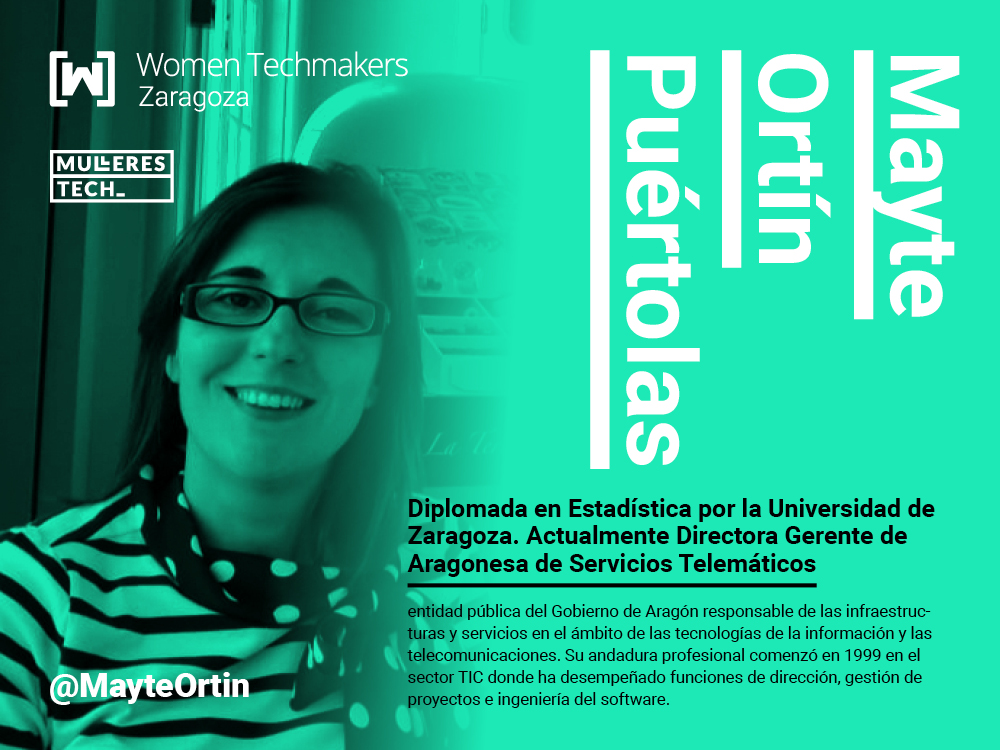 [W] Women Techmakers
Zaragoza
MULLERES
TECH_
Mayte
Ortín
Puértolas
Diplomada en Estadística por la Universidad de
Zaragoza. Actualmente Directora Gerente de
Aragonesa de Servicios Telemáticos
entidad pública del Gobierno de Aragón responsable de las infraestruc-
turas y servicios en el ámbito de las tecnologías de la información y las
telecomunicaciones. Su andadura profesional comenzó en 1999 en el
sector TIC donde ha desempeñado funciones de dirección, gestión de
proyectos e ingeniería del software.
@MayteOrtin